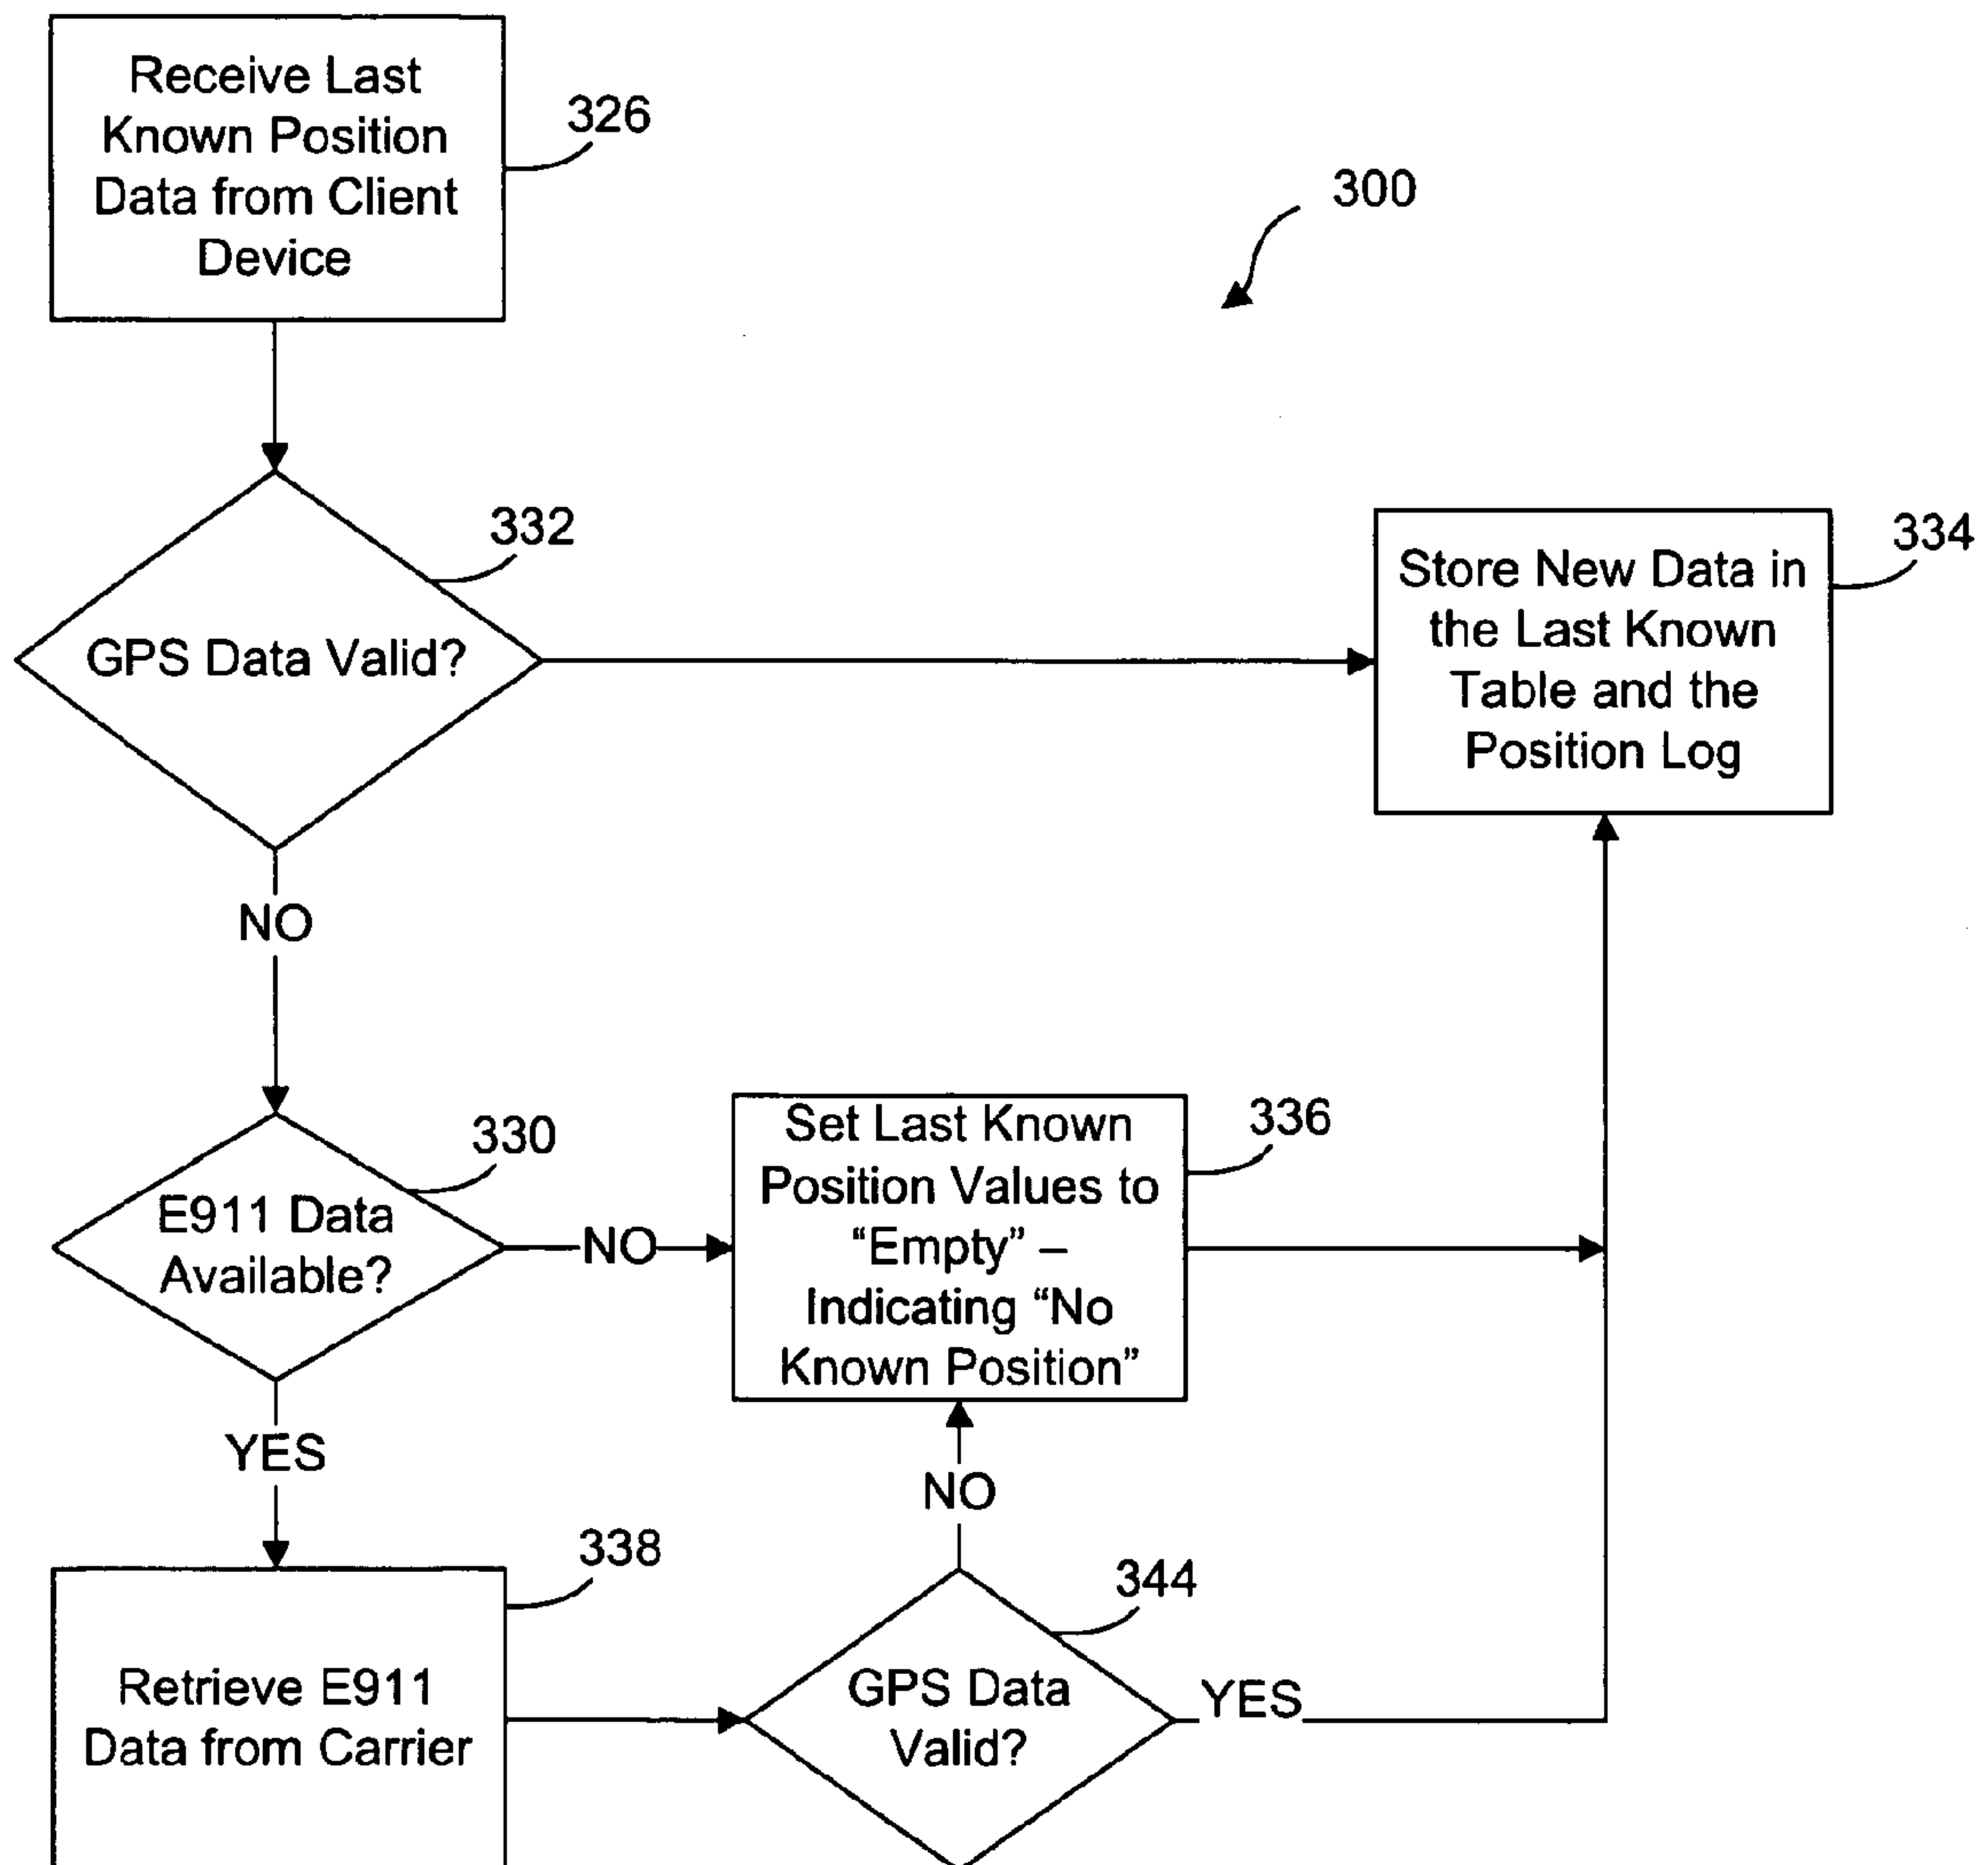 Receive Last
Known Position
Data from Client
Device
326
300
332
GPS Data Valid?
334
Store New Data in
the Last Known
Table and the
Position Log
NO
330
E911 Data
Available?
NO
336
Set Last Known
Position Values to
“Empty” –
Indicating “No
Known Position”
YES
NO
338
Retrieve E911
Data from Carrier
344
GPS Data
Valid?
YES